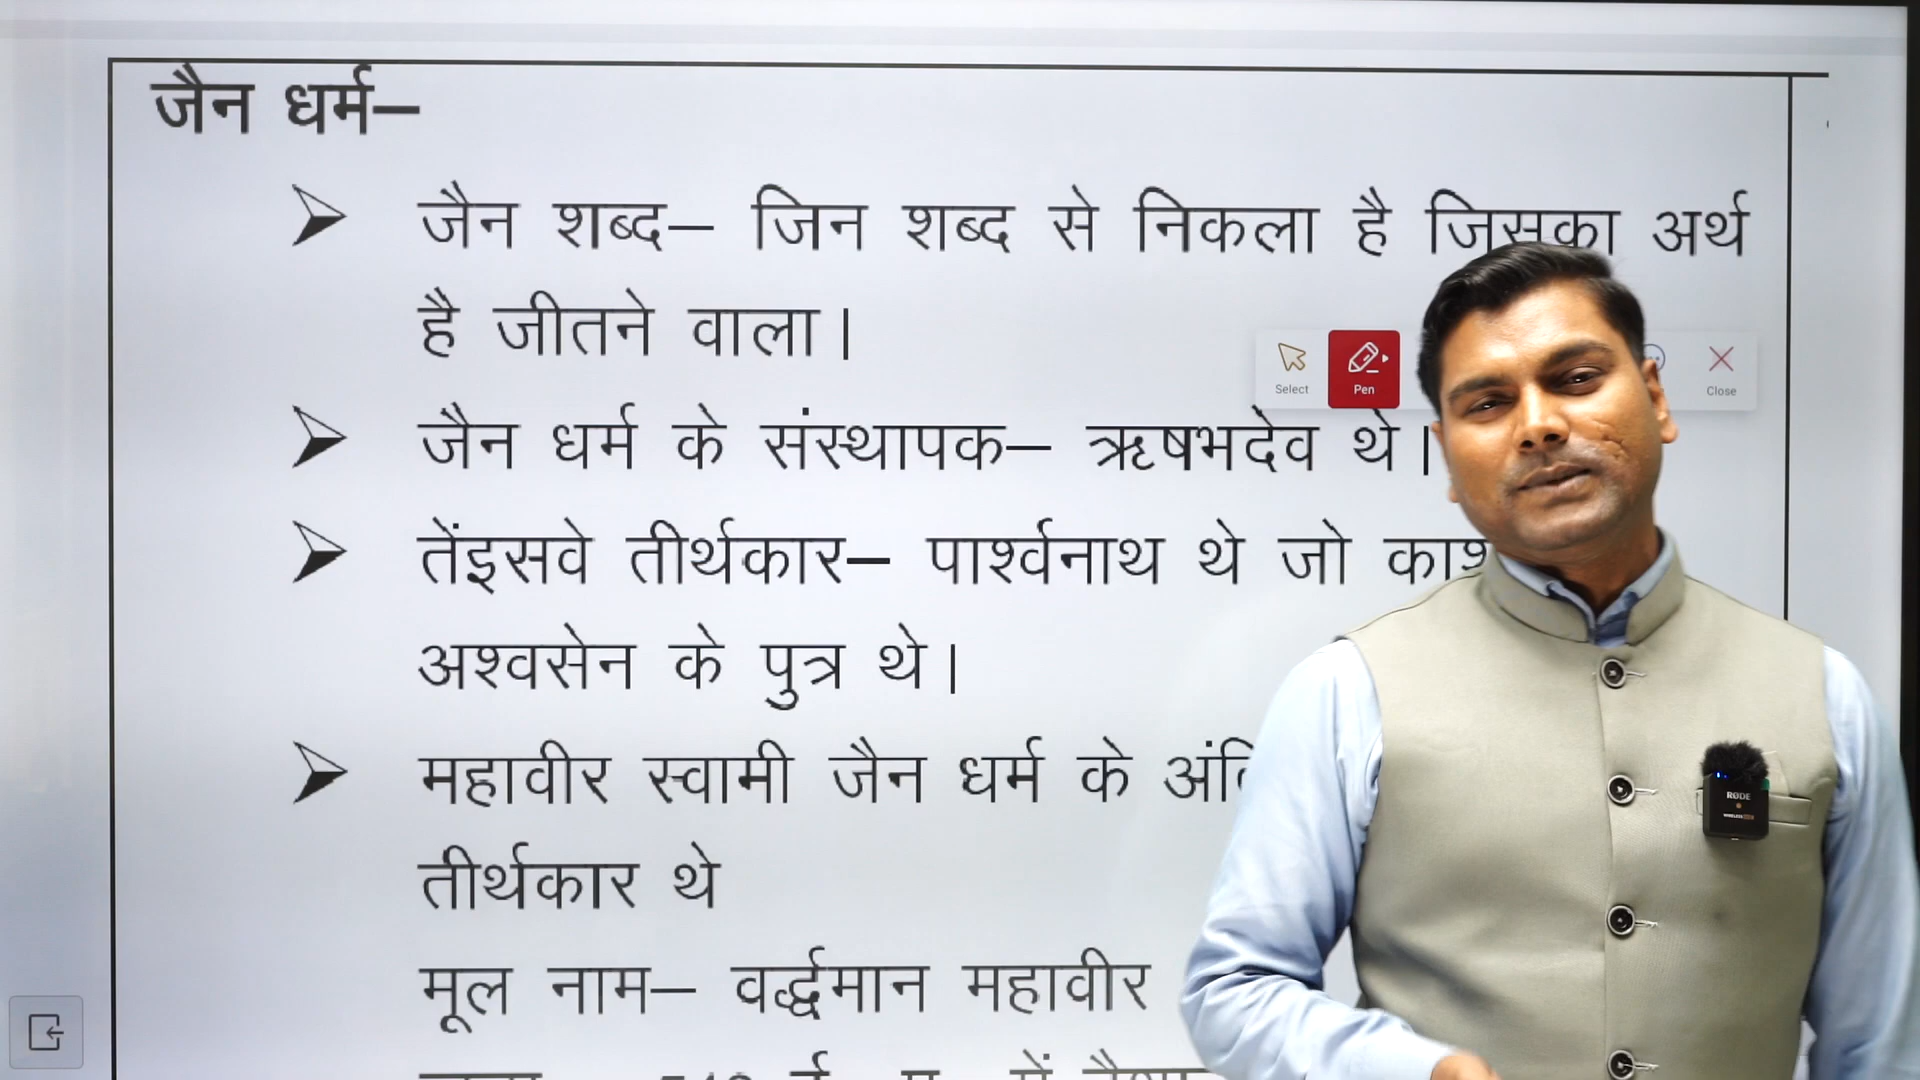 जैन धर्म–
➤ जैन शब्द– जिन शब्द से निकला है जिसका अर्थ
है जीतने वाला।
Select Pen Close
➤ जैन धर्म के संस्थापक– ऋषभदेव थे।
➤ तेंइसवे तीर्थकार– पार्श्वनाथ थे जो
अश्वसेन के पुत्र थे।
➤ महावीर स्वामी जैन धर्म के
तीर्थकार थे
RØDE
मूल नाम– वर्द्धमान महावीर